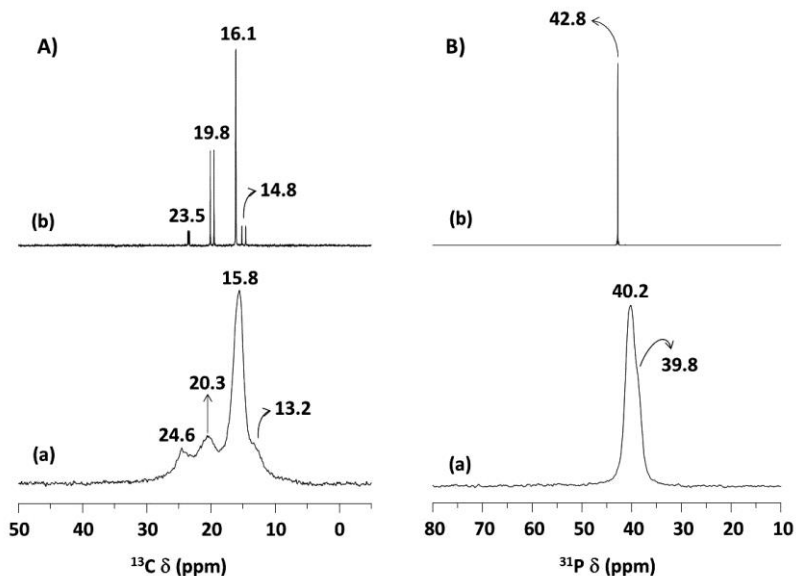 A)
16.1
19.8
14.8
23.5
(b)
15.8
20.3
13.2
24.6
(a)
50 40 30 20 10 0
¹³C δ (ppm)
B)
42.8
(b)
40.2
39.8
(a)
80 70 60 50 40 30 20 10
³¹P δ (ppm)